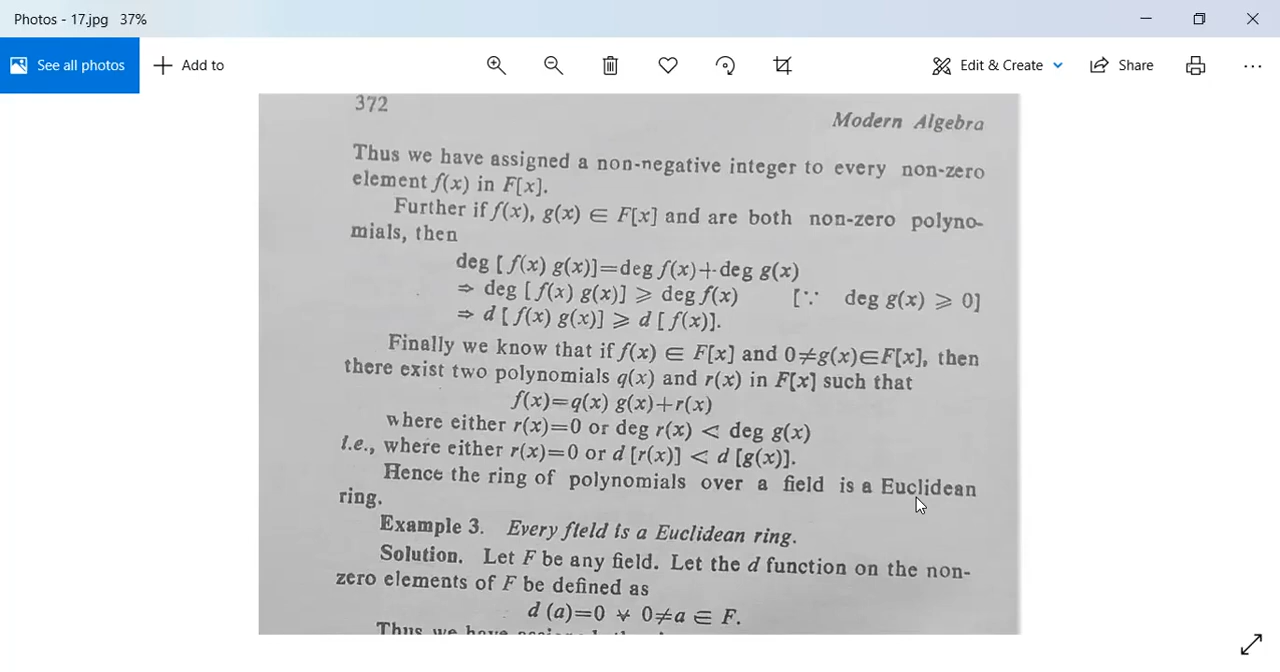 Photos - 17.jpg 37%
See all photos
Add to
Edit & Create
Share
372
Modern Algebra
Thus we have assigned a non-negative integer to every non-zero
element f(x) in F[x].
Further if f(x), g(x) ∈ F[x] and are both non-zero polyno-
mials, then
deg [ f(x) g(x)]=deg f(x)+deg g(x)
⇒ deg [ f(x) g(x)] ⩾ deg f(x) [∵ deg g(x) ⩾ 0]
⇒ d [ f(x) g(x)] ⩾ d [ f(x)].
Finally we know that if f(x) ∈ F[x] and 0≠g(x)∈F[x], then
there exist two polynomials q(x) and r(x) in F[x] such that
f(x)=q(x) g(x)+r(x)
where either r(x)=0 or deg r(x) < deg g(x)
i.e., where either r(x)=0 or d [r(x)] < d [g(x)].
Hence the ring of polynomials over a field is a Euclidean
ring.
Example 3. Every field is a Euclidean ring.
Solution. Let F be any field. Let the d function on the non-
zero elements of F be defined as
d (a)=0 ∀ 0≠a ∈ F.
Thus we have